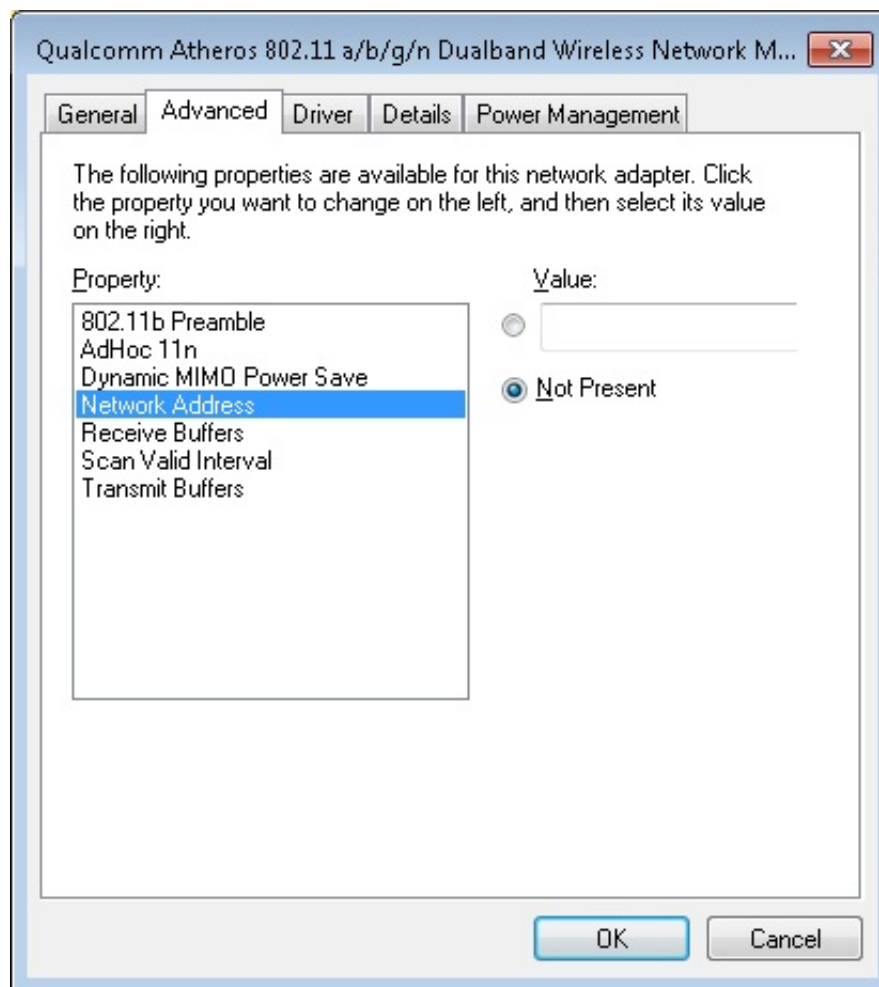 Qualcomm Atheros 802.11 a/b/g/n Dualband Wireless Network M...
General Advanced Driver Details Power Management
The following properties are available for this network adapter. Click
the property you want to change on the left, and then select its value
on the right.
Property:
Value:
802.11b Preamble
AdHoc 11n
Dynamic MIMO Power Save
Network Address
Receive Buffers
Scan Valid Interval
Transmit Buffers
Not Present
OK
Cancel